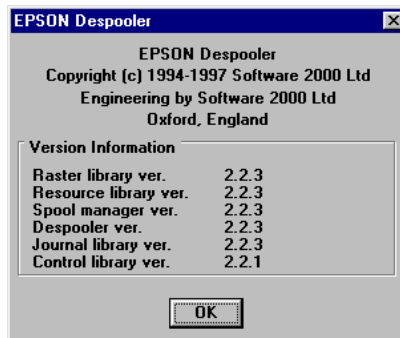 EPSON Despooler
EPSON Despooler
Copyright (c) 1994-1997 Software 2000 Ltd
Engineering by Software 2000 Ltd
Oxford, England
Version Information
Raster library ver. 2.2.3
Resource library ver. 2.2.3
Spool manager ver. 2.2.3
Despooler ver. 2.2.3
Journal library ver. 2.2.3
Control library ver. 2.2.1
OK